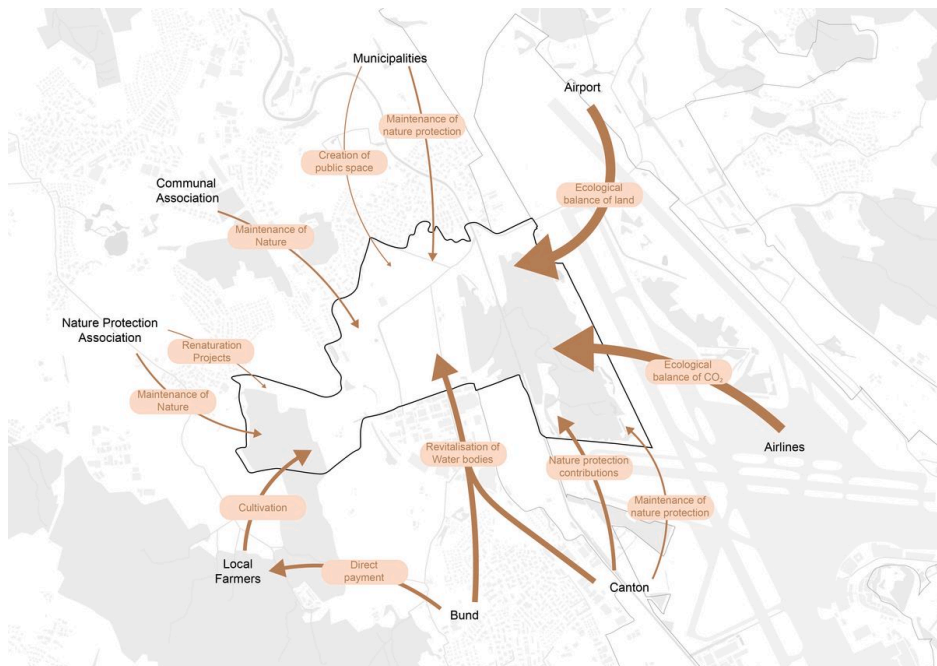 Municipalities
Airport
Maintenance of
nature protection
Creation of
public space
Communal
Association
Ecological
balance of land
Maintenance of
Nature
Nature Protection
Association
Renaturation
Projects
Maintenance of
Nature
Ecological
balance of CO₂
Airlines
Revitalisation of
Water bodies
Nature protection
contributions
Maintenance of
nature protection
Cultivation
Local
Farmers
Direct
payment
Bund
Canton